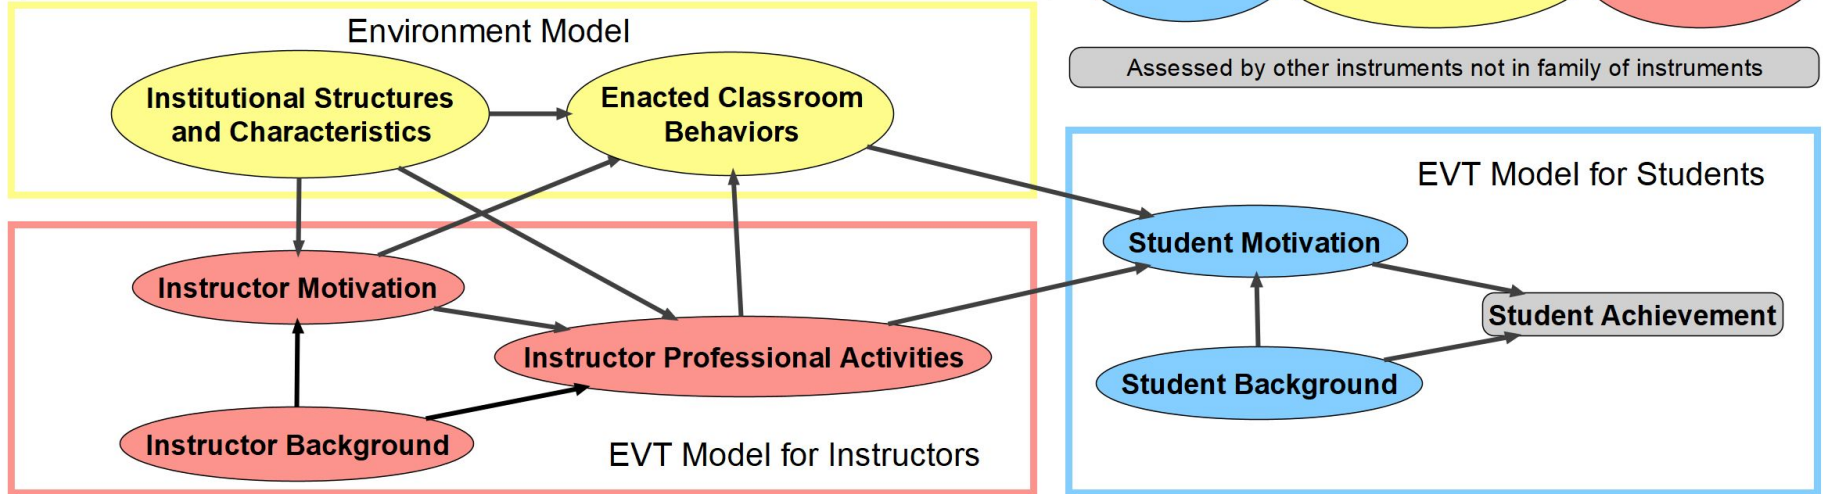 Environment Model
Institutional Structures
and Characteristics
Enacted Classroom
Behaviors
Assessed by other instruments not in family of instruments
EVT Model for Students
Student Motivation
Student Achievement
Student Background
Instructor Motivation
Instructor Professional Activities
Instructor Background
EVT Model for Instructors